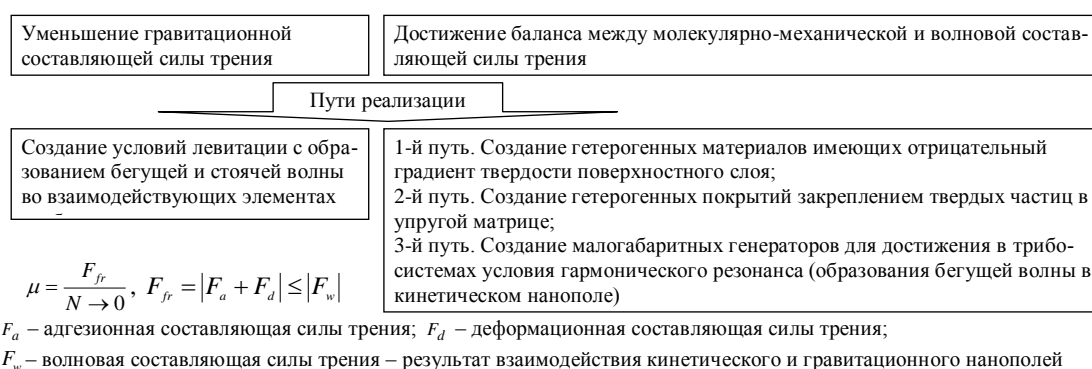 Уменьшение гравитационной
составляющей силы трения
Достижение баланса между молекулярно-механической и волновой состав-
ляющей силы трения
Пути реализации
Создание условий левитации с обра-
зованием бегущей и стоячей волны
во взаимодействующих элементах
1-й путь. Создание гетерогенных материалов имеющих отрицательный
градиент твердости поверхностного слоя;
2-й путь. Создание гетерогенных покрытий закреплением твердых частиц в
упругой матрице;
3-й путь. Создание малогабаритных генераторов для достижения в трибо-
системах условия гармонического резонанса (образования бегущей волны в
кинетическом нанополе)
μ = F_fr / N → 0, F_fr = |F_a + F_d| ≤ |F_w|
F_a – адгезионная составляющая силы трения; F_d – деформационная составляющая силы трения;
F_w – волновая составляющая силы трения – результат взаимодействия кинетического и гравитационного нанополей